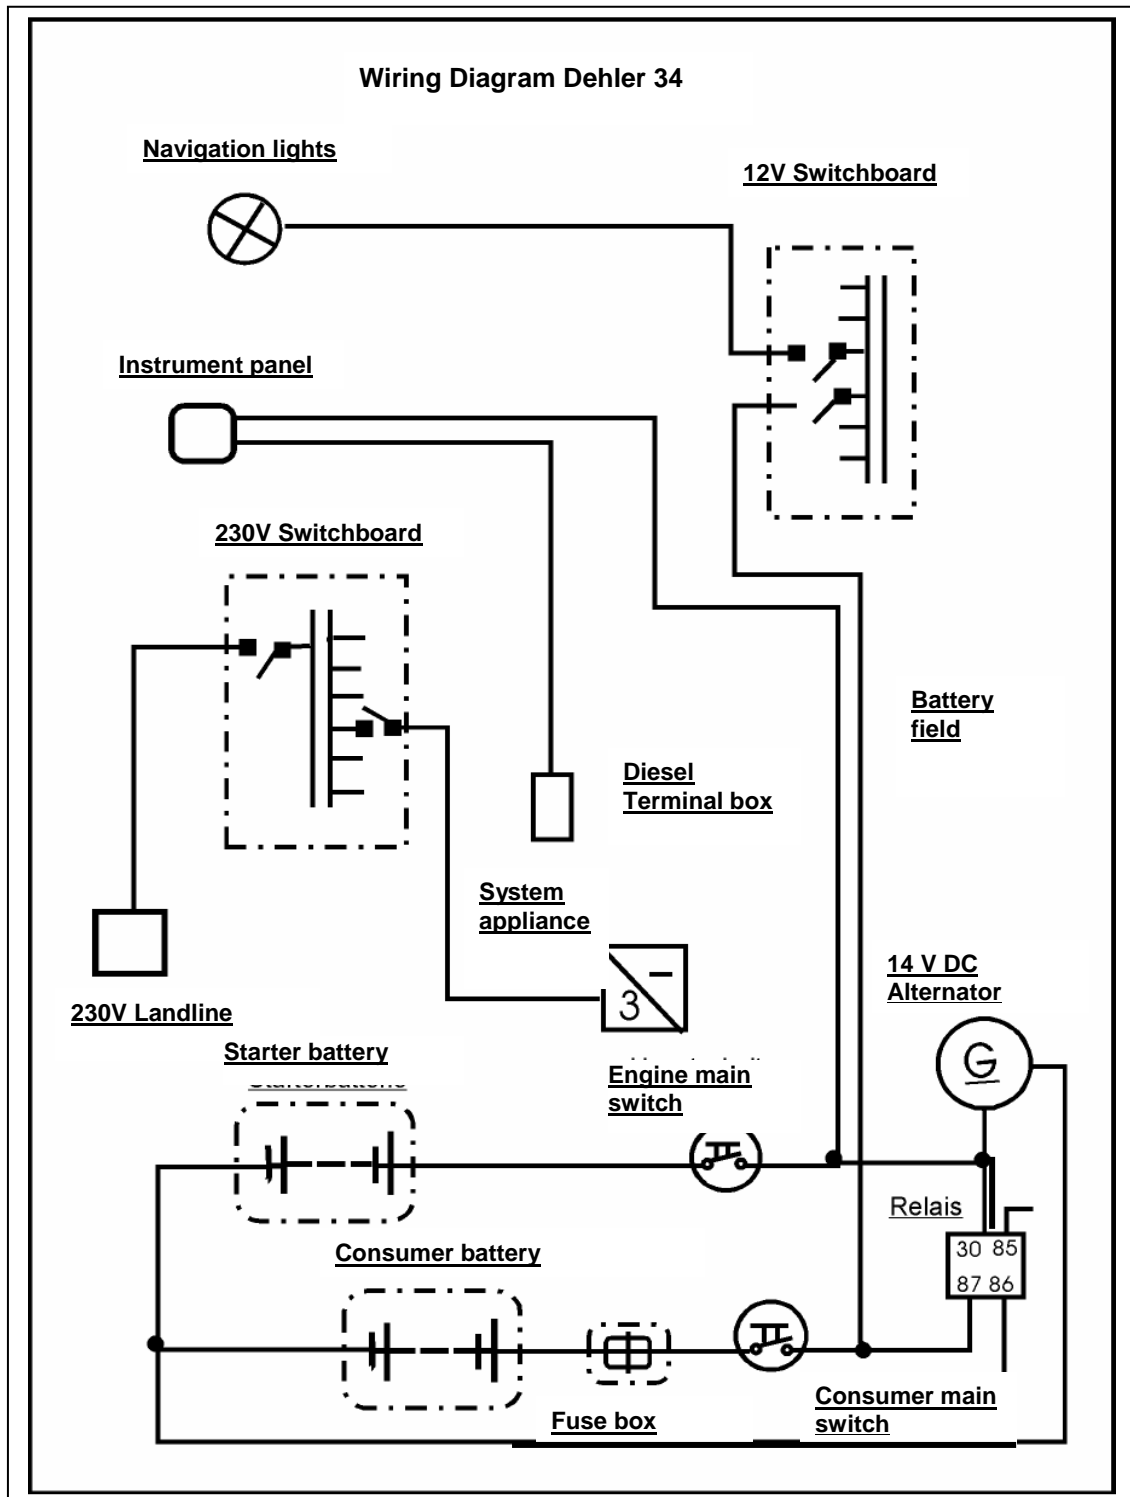 Wiring Diagram Dehler 34
Navigation lights
12V Switchboard
Instrument panel
230V Switchboard
Battery
field
Diesel
Terminal box
System
appliance
3
14 V DC
Alternator
230V Landline
G
Starter battery
Engine main
switch
Relais
30 85
87 86
Consumer battery
Consumer main
switch
Fuse box